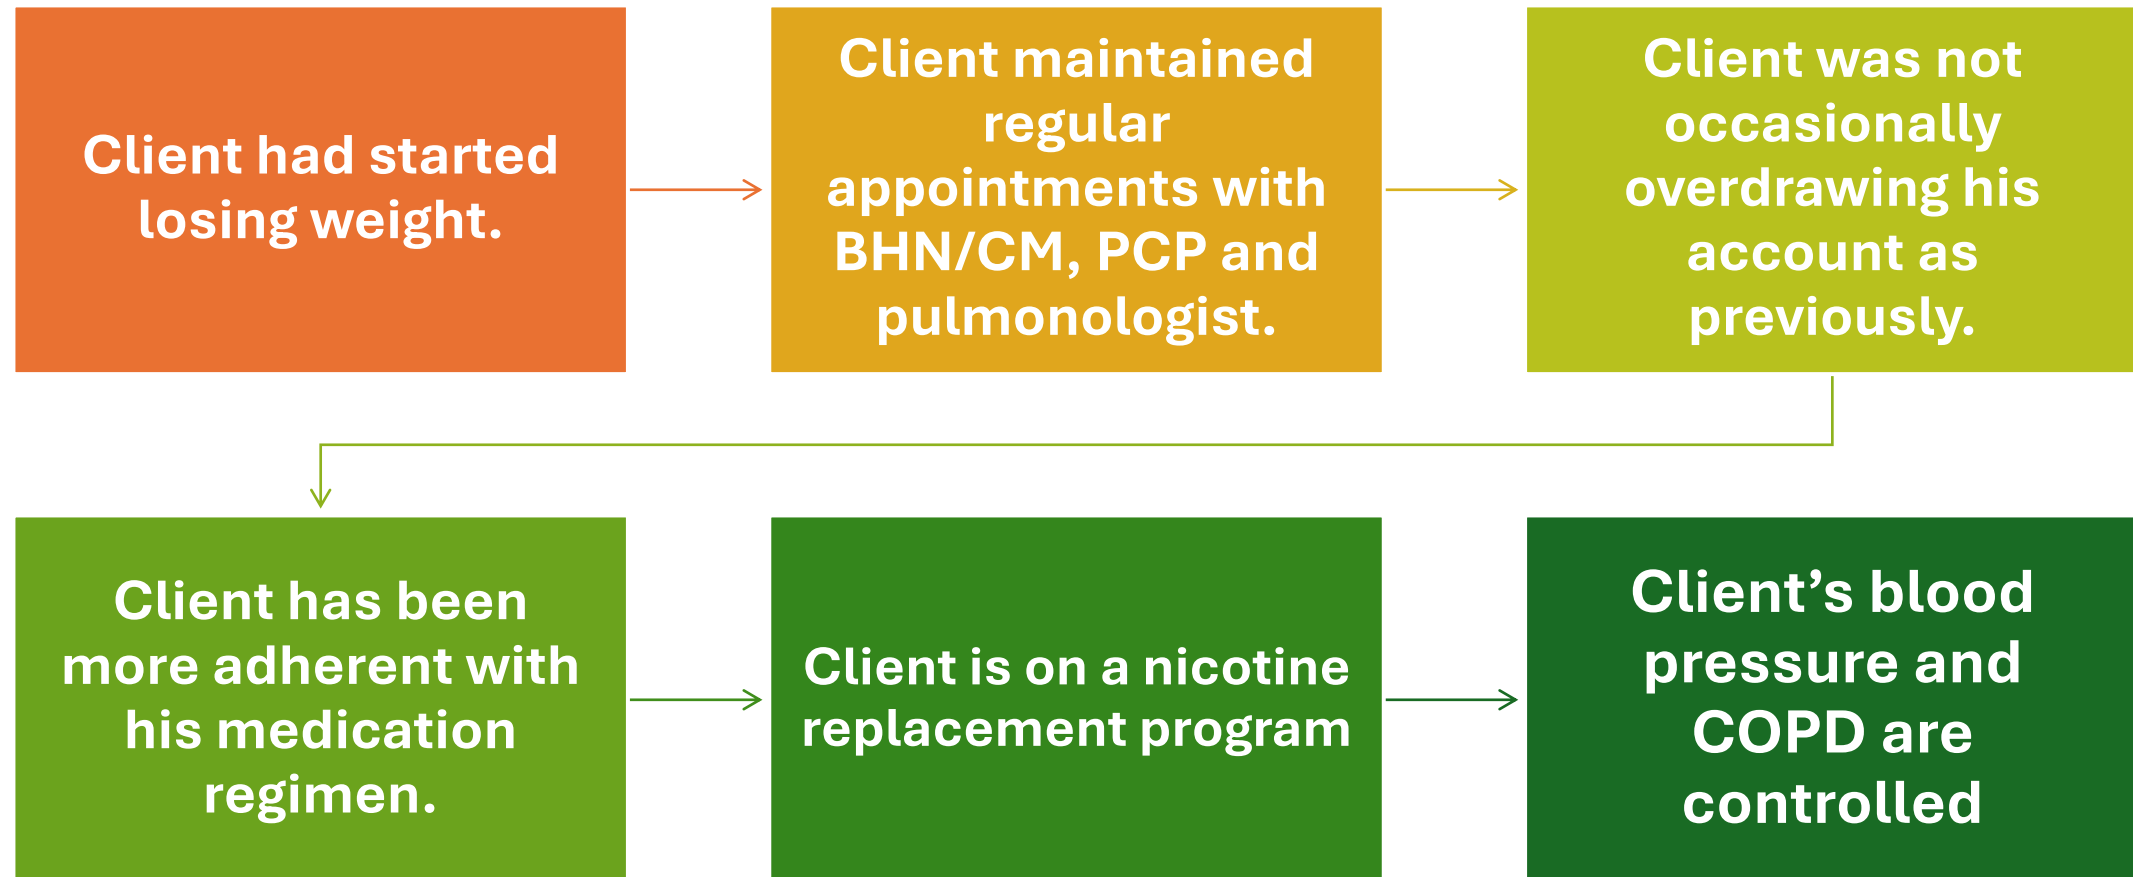 Client had started
losing weight.
Client maintained
regular
appointments with
BHN/CM, PCP and
pulmonologist.
Client was not
occasionally
overdrawing his
account as
previously.
Client has been
more adherent with
his medication
regimen.
Client is on a nicotine
replacement program
Client’s blood
pressure and
COPD are
controlled